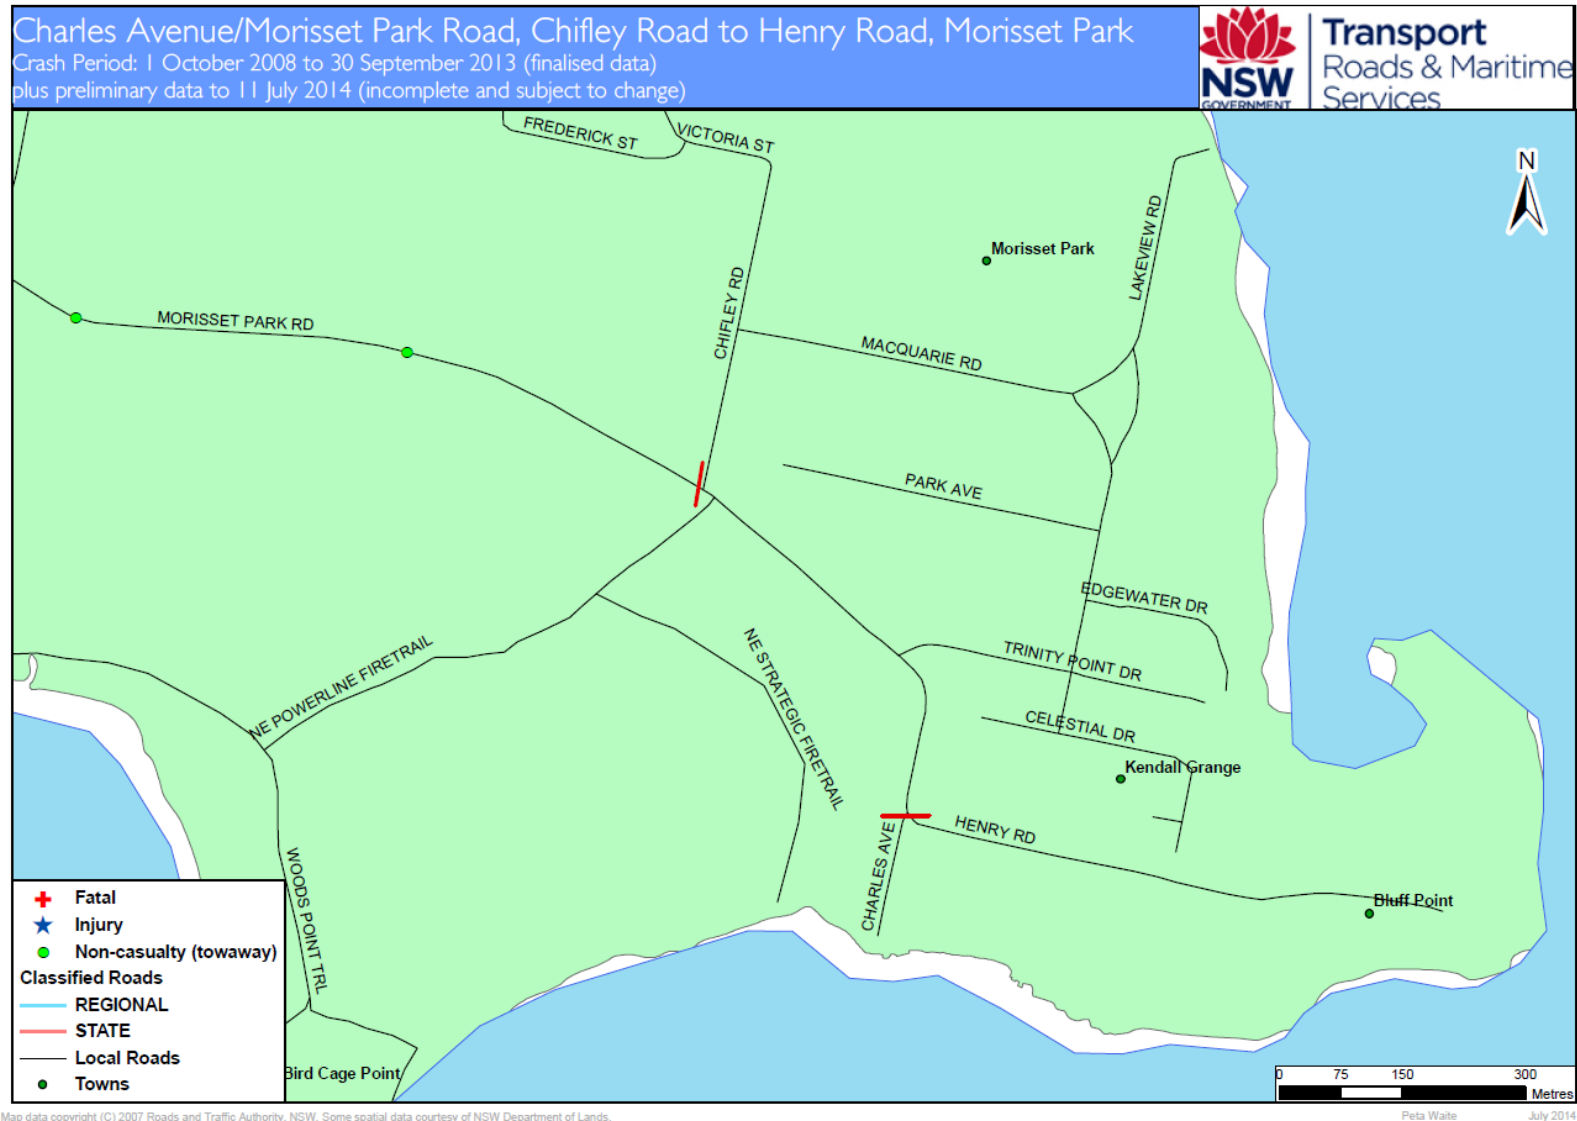 Charles Avenue/Morisset Park Road, Chifley Road to Henry Road, Morisset Park
Crash Period: 1 October 2008 to 30 September 2013 (finalised data)
plus preliminary data to 11 July 2014 (incomplete and subject to change)
NSW
GOVERNMENT
Transport
Roads & Maritime
Services
FREDERICK ST
VICTORIA ST
N
LAKEVIEW RD
Morisset Park
CHIFLEY RD
MORISSET PARK RD
MACQUARIE RD
PARK AVE
EDGEWATER DR
NE POWERLINE FIRETRAIL
NE STRATEGIC FIRETRAIL
TRINITY POINT DR
CELESTIAL DR
Kendall Grange
HENRY RD
CHARLES AVE
WOODS POINT TRL
Bluff Point
Bird Cage Point
Fatal
Injury
Non-casualty (towaway)
Classified Roads
REGIONAL
STATE
Local Roads
Towns
0 75 150 300
Metres
Map data copyright (C) 2007 Roads and Traffic Authority, NSW. Some spatial data courtesy of NSW Department of Lands.
Peta Waite July 2014